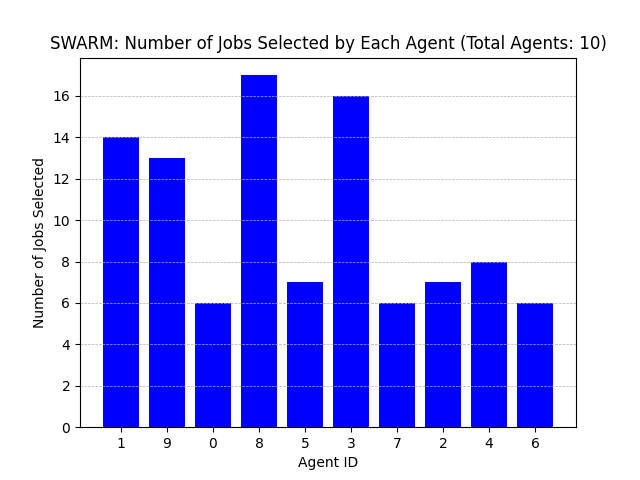 SWARM: Number of Jobs Selected by Each Agent (Total Agents: 10)
Number of Jobs Selected
16
14
12
10
8
6
4
2
0
1 9 0 8 5 3 7 2 4 6
Agent ID